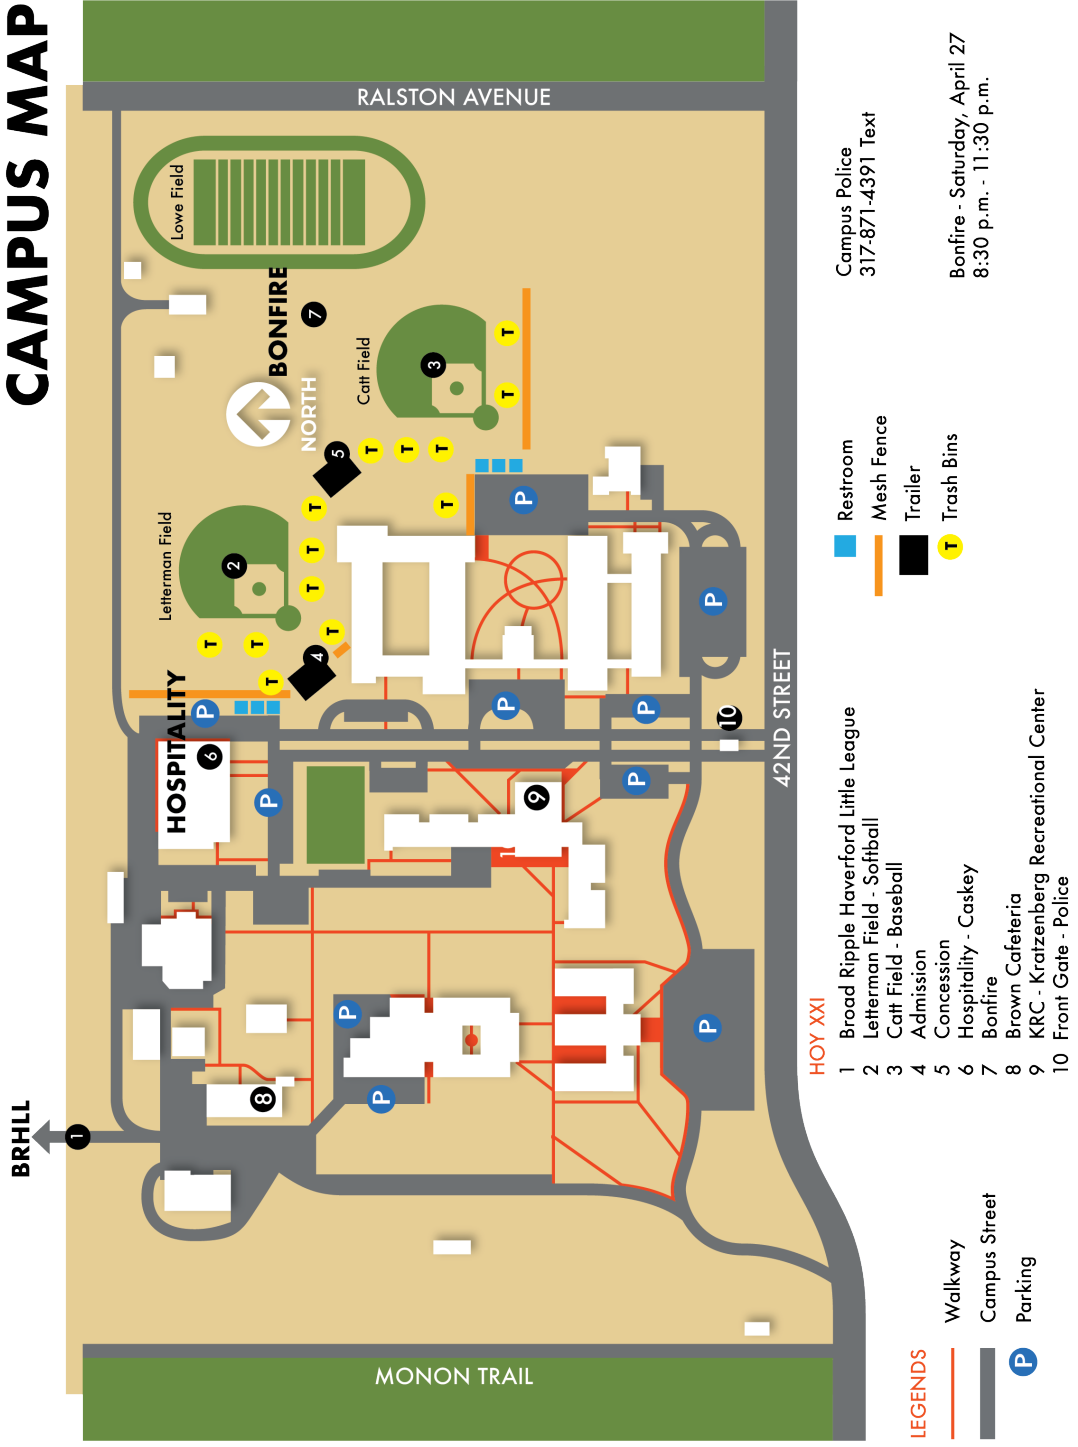 CAMPUS MAP
RALSTON AVENUE
Lowe Field
BONFIRE
7
NORTH
Catt Field
3
5
T
T
T
T
T
T
T
T
T
T
T
T
T
Letterman Field
2
4
HOSPITALITY
6
P
P
P
P
P
P
P
P
P
P
10
9
1
8
BRHLL
1
42ND STREET
MONON TRAIL
Campus Police
317-871-4391 Text
Bonfire - Saturday, April 27
8:30 p.m. - 11:30 p.m.
Restroom
Mesh Fence
Trailer
T Trash Bins
HOY XXI
1 Broad Ripple Haverford Little League
2 Letterman Field - Softball
3 Catt Field - Baseball
4 Admission
5 Concession
6 Hospitality - Caskey
7 Bonfire
8 Brown Cafeteria
9 KRC - Kratzenberg Recreational Center
10 Front Gate - Police
LEGENDS
Walkway
Campus Street
P Parking